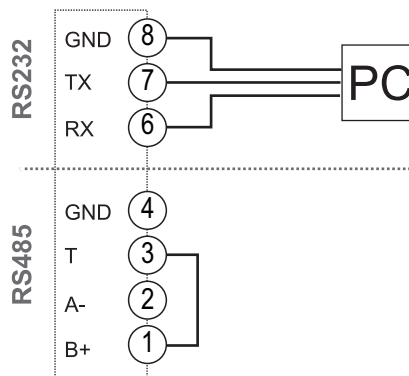 RS232
GND 8
TX 7
RX 6
PC
RS485
GND 4
T 3
A- 2
B+ 1